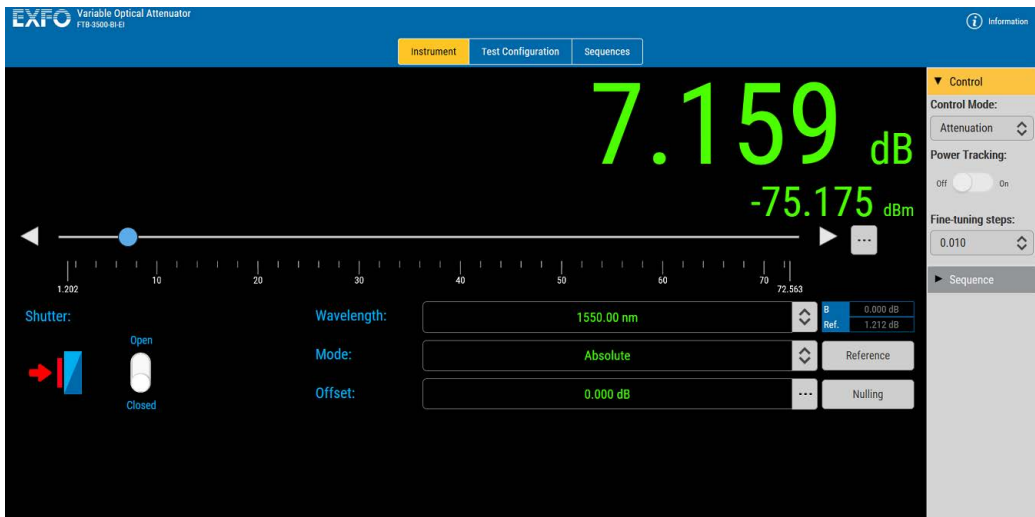 EXFO Variable Optical Attenuator
FTB-3500-BI-EI
Information
Instrument Test Configuration Sequences
7.159 dB
-75.175 dBm
...
10 20 30 40 50 60 70
1.202 72.563
Shutter:
Open
Closed
Wavelength: 1550.00 nm
B 0.000 dB
Ref. 1.212 dB
Mode: Absolute Reference
Offset: 0.000 dB ... Nulling
Control
Control Mode:
Attenuation
Power Tracking:
Off On
Fine-tuning steps:
0.010
Sequence